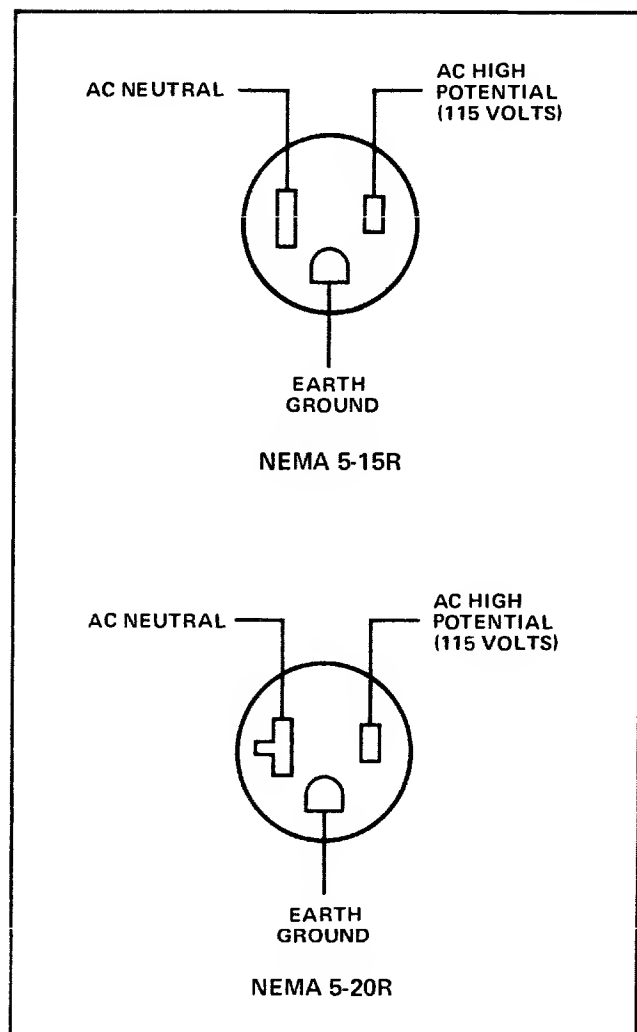 AC NEUTRAL
AC HIGH
POTENTIAL
(115 VOLTS)
EARTH
GROUND
NEMA 5-15R
AC NEUTRAL
AC HIGH
POTENTIAL
(115 VOLTS)
EARTH
GROUND
NEMA 5-20R